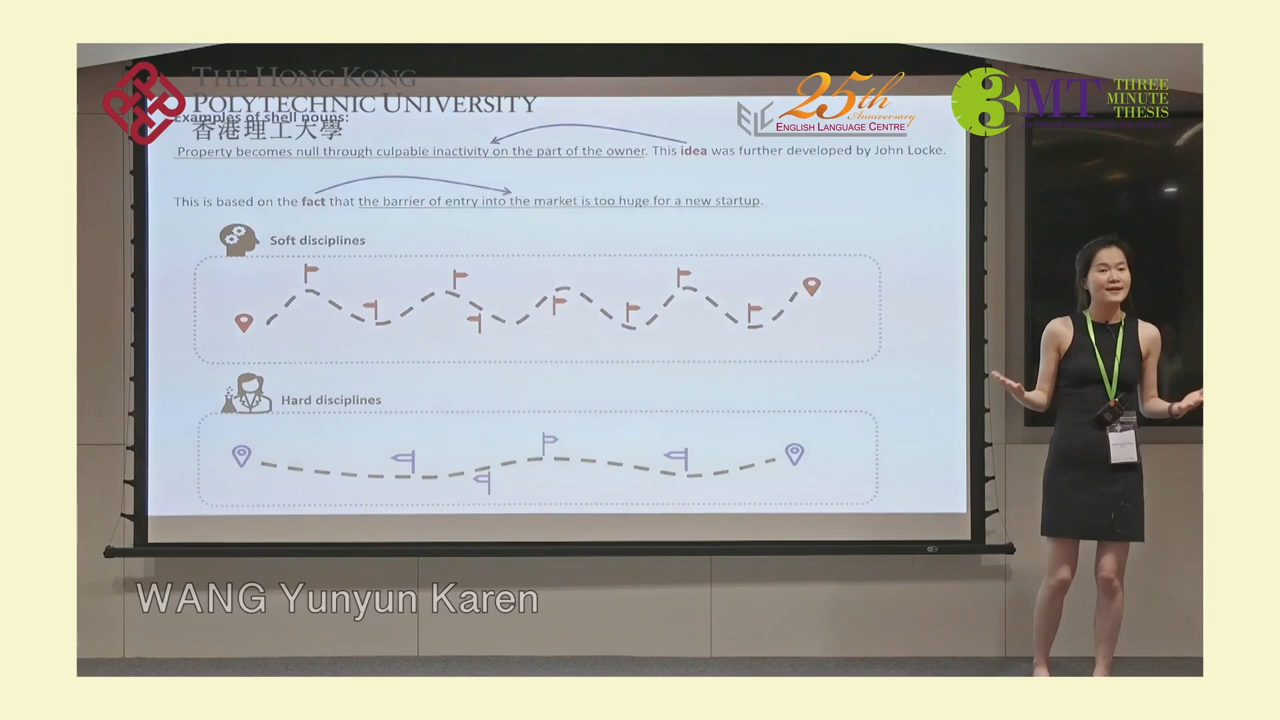 THE HONG KONG
POLYTECHNIC UNIVERSITY
香港理工大學
ELC
25th
Anniversary
ENGLISH LANGUAGE CENTRE
3MT
THREE
MINUTE
THESIS
Examples of shell nouns:
Property becomes null through culpable inactivity on the part of the owner. This idea was further developed by John Locke.
This is based on the fact that the barrier of entry into the market is too huge for a new startup.
Soft disciplines
Hard disciplines
WANG Yunyun Karen